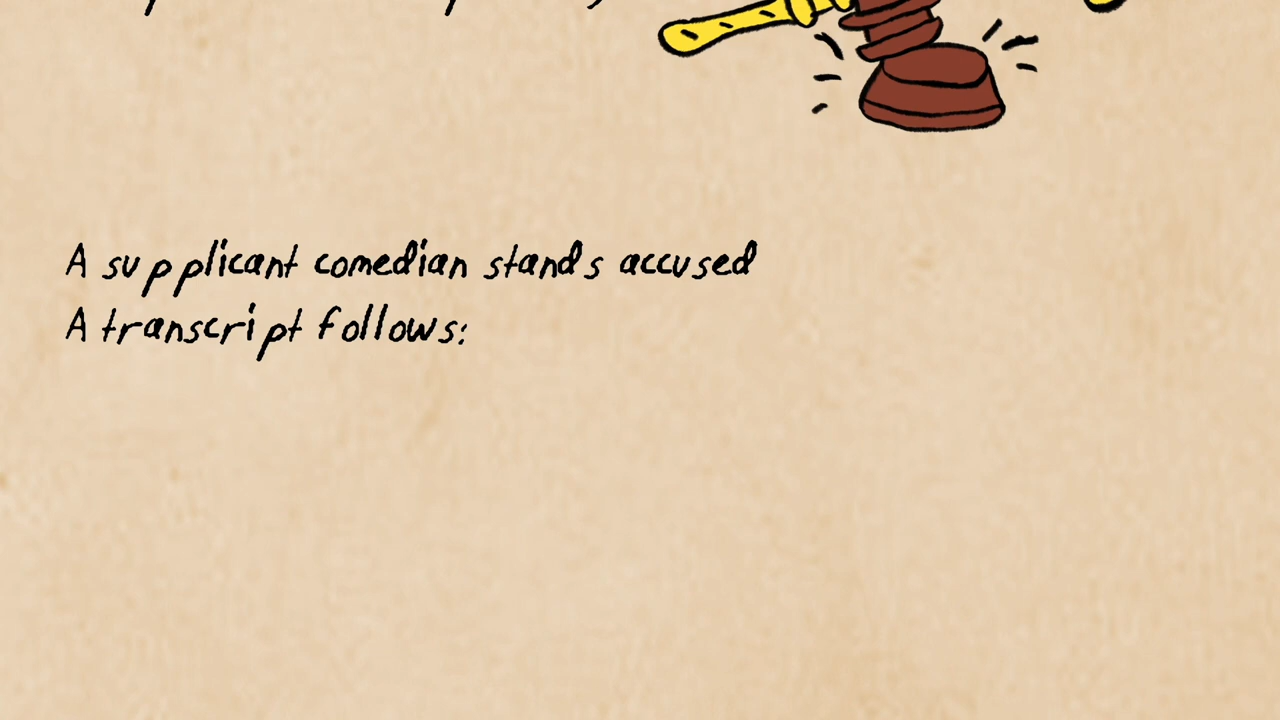 A supplicant comedian stands accused
A transcript follows: